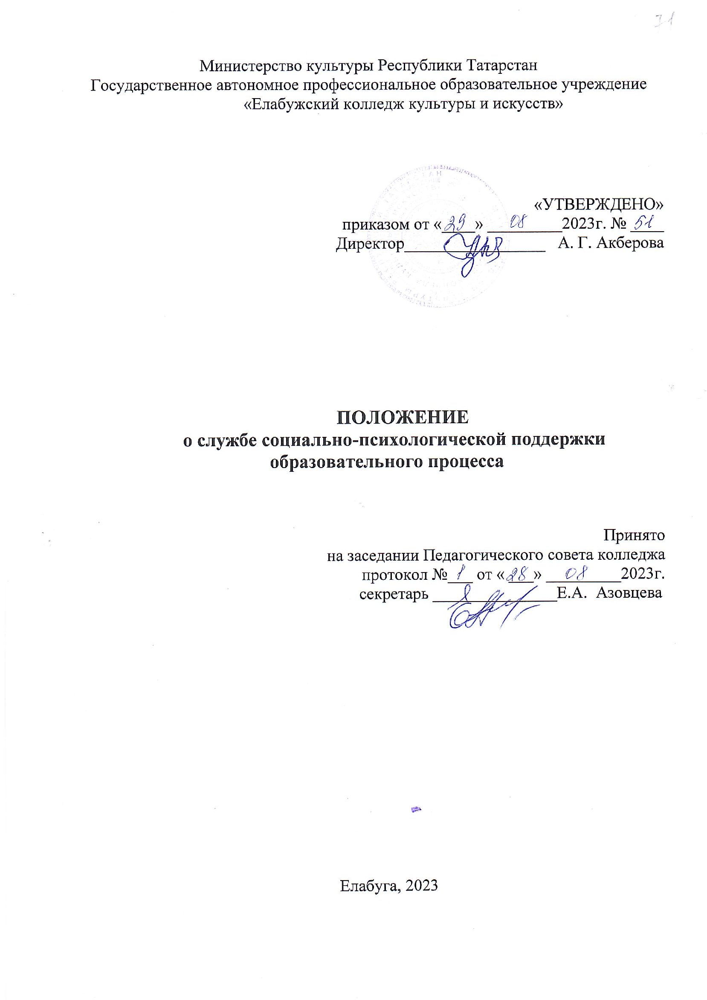 71
Министерство культуры Республики Татарстан
Государственное автономное профессиональное образовательное учреждение
«Елабужский колледж культуры и искусств»
«УТВЕРЖДЕНО»
приказом от «29» 08 2023г. № 51
Директор А. Г. Акберова
ПОЛОЖЕНИЕ
о службе социально-психологической поддержки
образовательного процесса
Принято
на заседании Педагогического совета колледжа
протокол № 1 от «28» 08 2023г.
секретарь Е.А. Азовцева
Елабуга, 2023